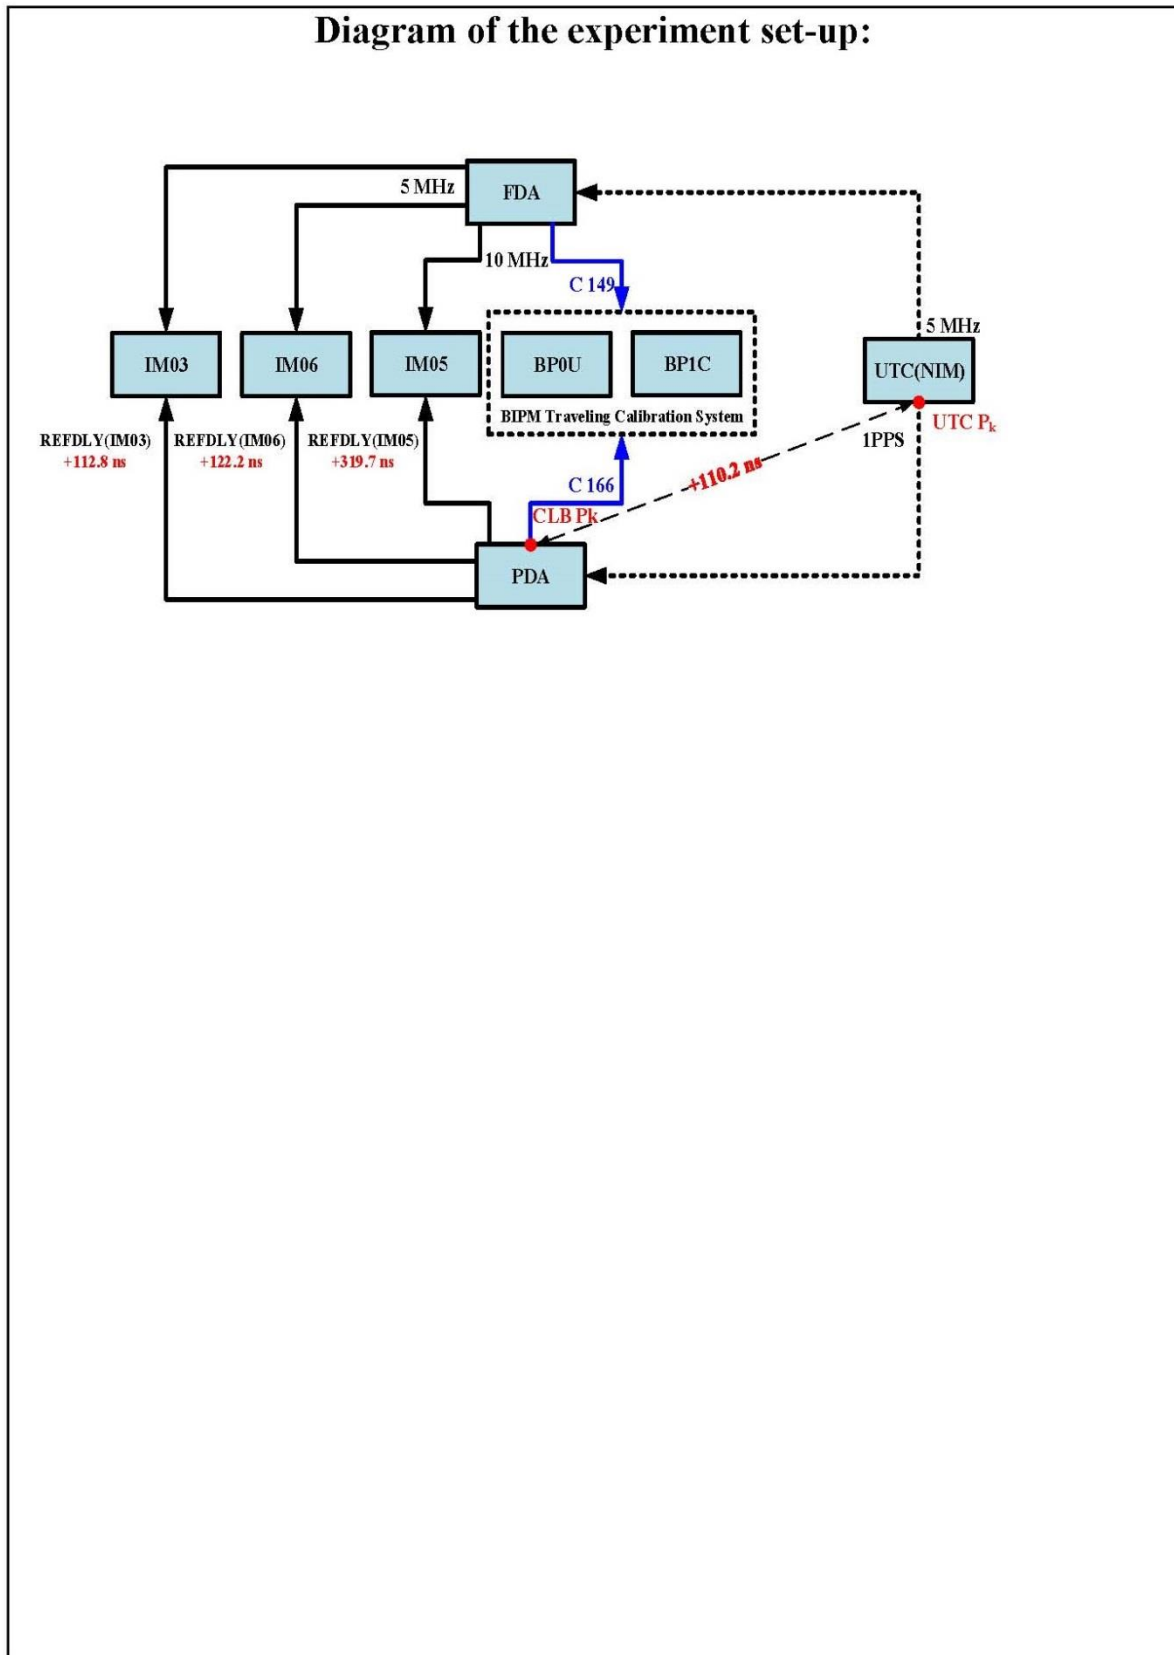 Diagram of the experiment set-up:
FDA
5 MHz
10 MHz
C 149
5 MHz
IM03
IM06
IM05
BP0U
BP1C
UTC(NIM)
BIPM Traveling Calibration System
UTC Pk
REFDLY(IM03)
+112.8 ns
REFDLY(IM06)
+122.2 ns
REFDLY(IM05)
+319.7 ns
1PPS
+110.2 ns
C 166
CLB Pk
PDA